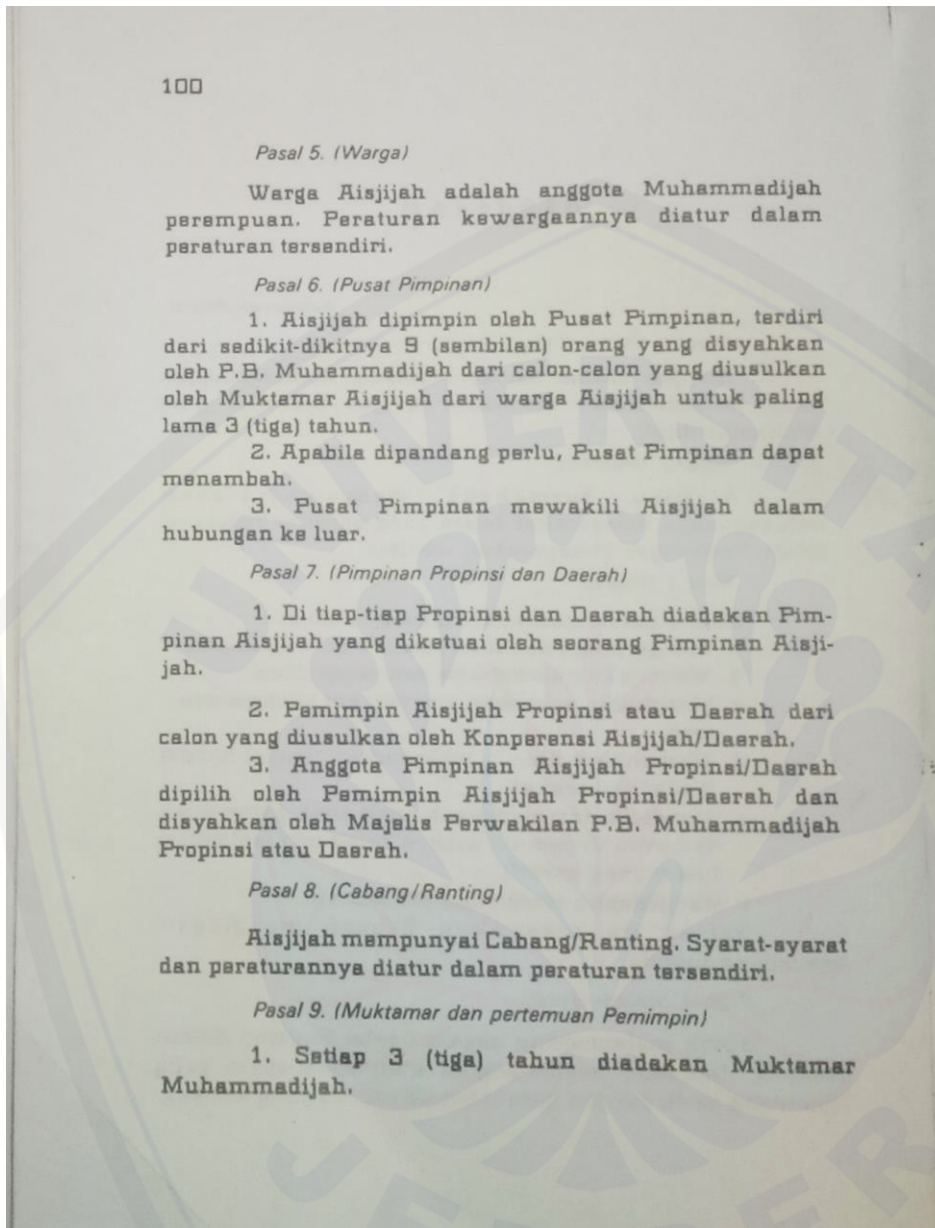 100
Pasal 5. (Warga)
Warga Aisjijah adalah anggota Muhammadijah
perempuan. Peraturan kewargaannya diatur dalam
peraturan tersendiri.
Pasal 6. (Pusat Pimpinan)
1. Aisjijah dipimpin oleh Pusat Pimpinan, terdiri
dari sedikit-dikitnya 9 (sembilan) orang yang disyahkan
oleh P.B. Muhammadijah dari calon-calon yang diusulkan
oleh Muktamar Aisjijah dari warga Aisjijah untuk paling
lama 3 (tiga) tahun.
2. Apabila dipandang perlu, Pusat Pimpinan dapat
menambah.
3. Pusat Pimpinan mewakili Aisjijah dalam
hubungan ke luar.
Pasal 7. (Pimpinan Propinsi dan Daerah)
1. Di tiap-tiap Propinsi dan Daerah diadakan Pim-
pinan Aisjijah yang diketuai oleh seorang Pimpinan Aisji-
jah.
2. Pemimpin Aisjijah Propinsi atau Daerah dari
calon yang diusulkan oleh Konperensi Aisjijah/Daerah.
3. Anggota Pimpinan Aisjijah Propinsi/Daerah
dipilih oleh Pemimpin Aisjijah Propinsi/Daerah dan
disyahkan oleh Majelis Perwakilan P.B. Muhammadijah
Propinsi atau Daerah.
Pasal 8. (Cabang/Ranting)
Aisjijah mempunyai Cabang/Ranting. Syarat-syarat
dan peraturannya diatur dalam peraturan tersendiri.
Pasal 9. (Muktamar dan pertemuan Pemimpin)
1. Setiap 3 (tiga) tahun diadakan Muktamar
Muhammadijah.
UNIVERSITA
JEMBER